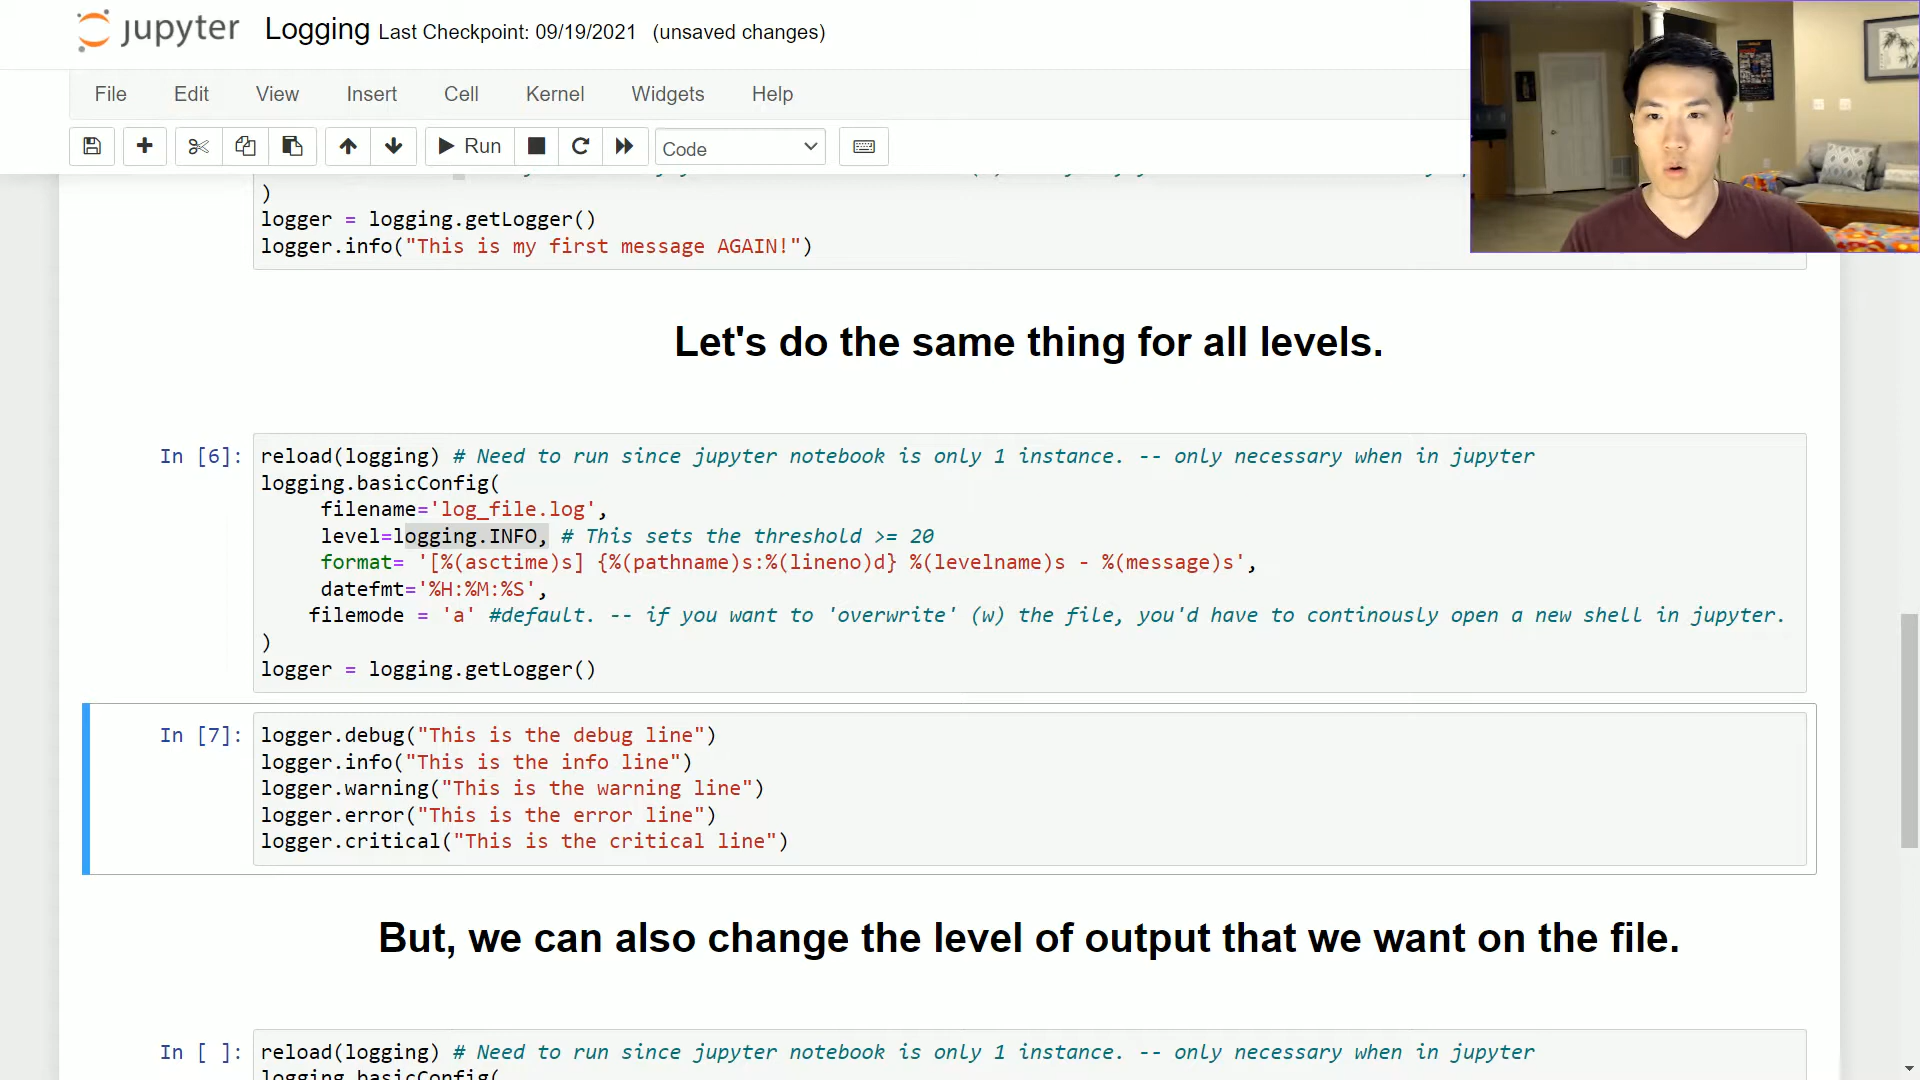 jupyter Logging Last Checkpoint: 09/19/2021 (unsaved changes)
File Edit View Insert Cell Kernel Widgets Help
Run Code
)
logger = logging.getLogger()
logger.info("This is my first message AGAIN!")
Let's do the same thing for all levels.
In [6]: reload(logging) # Need to run since jupyter notebook is only 1 instance. -- only necessary when in jupyter
logging.basicConfig(
filename='log_file.log',
level=logging.INFO, # This sets the threshold >= 20
format= '[%(asctime)s] {%(pathname)s:%(lineno)d} %(levelname)s - %(message)s',
datefmt='%H:%M:%S',
filemode = 'a' #default. -- if you want to 'overwrite' (w) the file, you'd have to continously open a new shell in jupyter.
)
logger = logging.getLogger()
In [7]: logger.debug("This is the debug line")
logger.info("This is the info line")
logger.warning("This is the warning line")
logger.error("This is the error line")
logger.critical("This is the critical line")
But, we can also change the level of output that we want on the file.
In [ ]: reload(logging) # Need to run since jupyter notebook is only 1 instance. -- only necessary when in jupyter
logging.basicConfig(